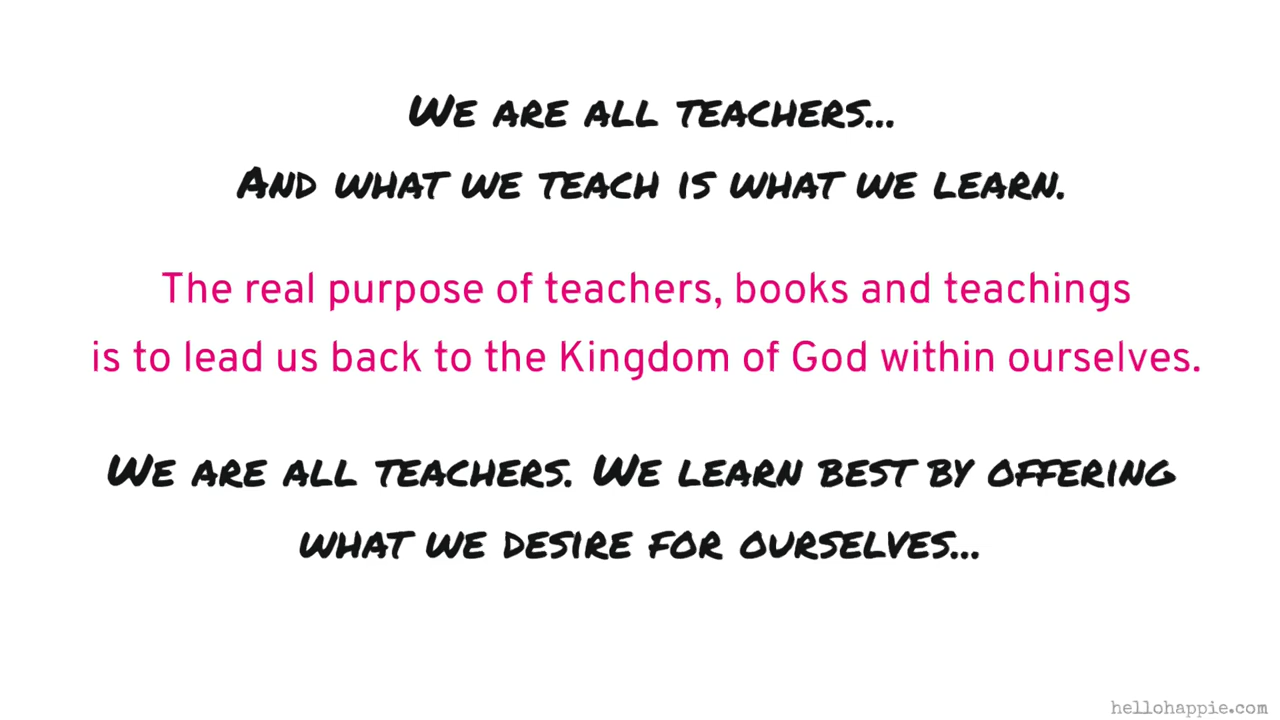 We are all teachers...
And what we teach is what we learn.
The real purpose of teachers, books and teachings
is to lead us back to the Kingdom of God within ourselves.
We are all teachers. We learn best by offering
what we desire for ourselves...
hellohappie.com